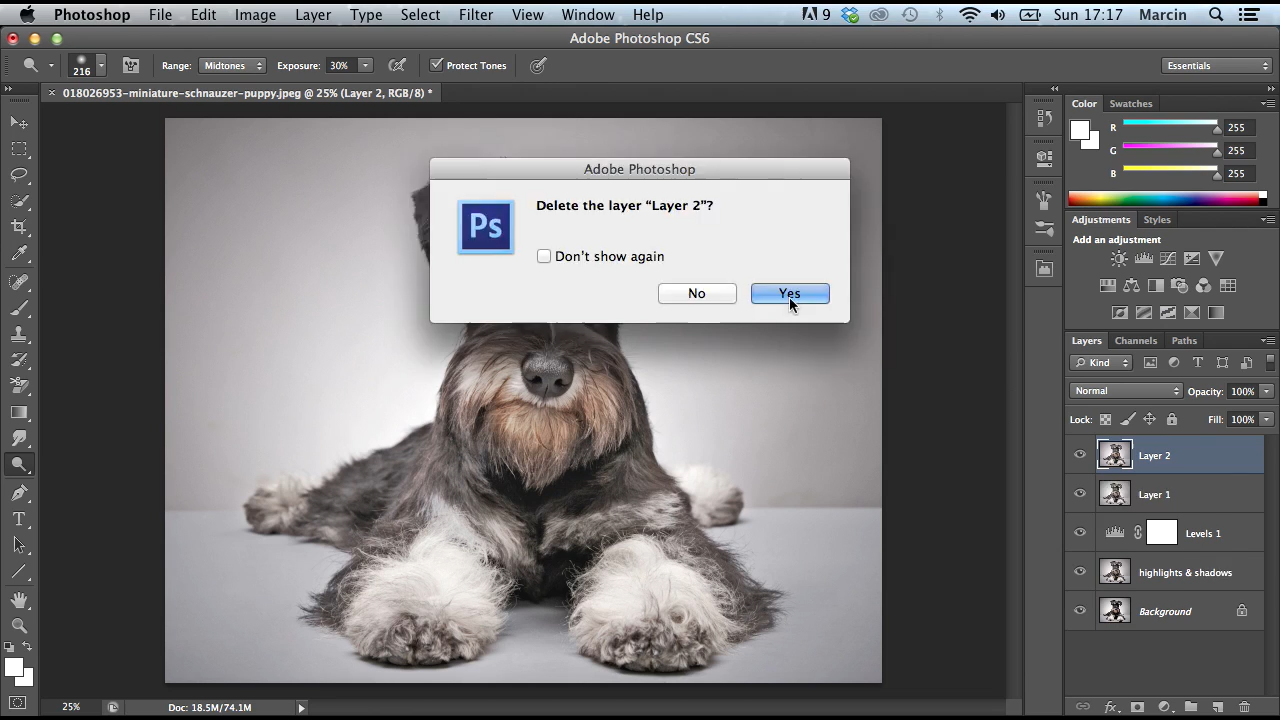 Photoshop File Edit Image Layer Type Select Filter View Window Help 9 Sun 17:17 Marcin
Adobe Photoshop CS6
216 Range: Midtones Exposure: 30% Protect Tones Essentials
× 018026953-miniature-schnauzer-puppy.jpeg @ 25% (Layer 2, RGB/8) *
Color Swatches
R 255
G 255
B 255
Adobe Photoshop
Ps
Delete the layer “Layer 2”?
Don’t show again
No Yes
Adjustments Styles
Add an adjustment
Layers Channels Paths
Kind
Normal Opacity: 100%
Lock: Fill: 100%
Layer 2
Layer 1
Levels 1
highlights & shadows
Background
25% Doc: 18.5M/74.1M
fx